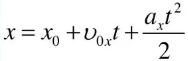 x = x₀ + υ₀ₓt + aₓt²/2